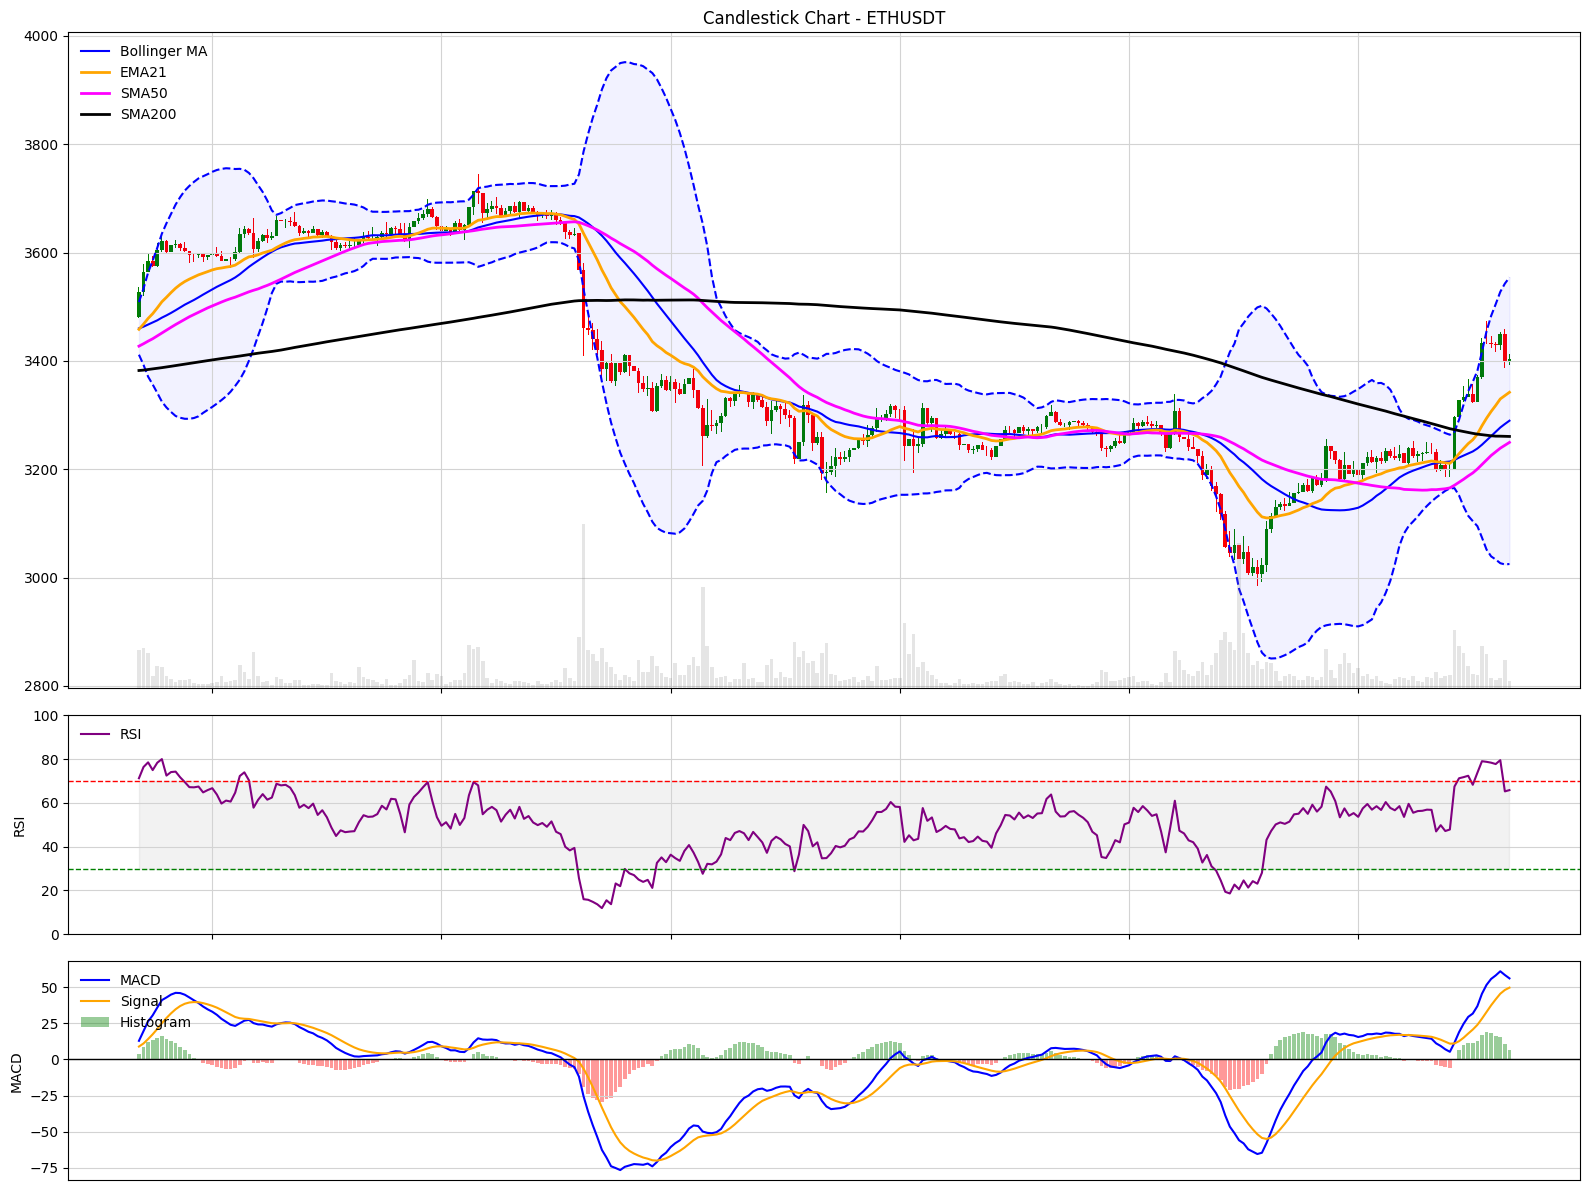 Candlestick Chart - ETHUSDT
Bollinger MA
EMA21
SMA50
SMA200
4000
3800
3600
3400
3200
3000
2800
RSI
100
80
60
40
20
0
RSI
MACD
Signal
Histogram
50
25
0
−25
−50
−75
MACD